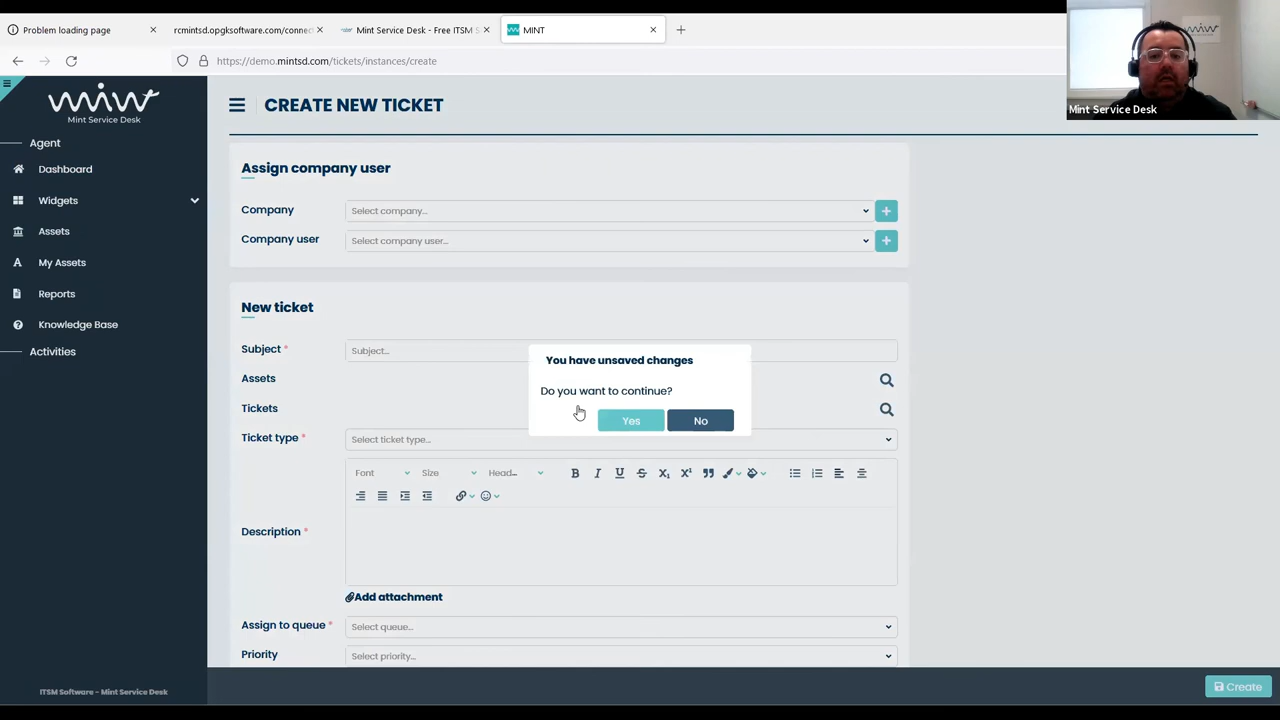 Problem loading page
rcmintsd.opgksoftware.com/connec
Mint Service Desk - Free ITSM S
MINT
https://demo.mintsd.com/tickets/instances/create
Mint Service Desk
Mint Service Desk
Agent
Dashboard
Widgets
Assets
My Assets
Reports
Knowledge Base
Activities
ITSM Software - Mint Service Desk
CREATE NEW TICKET
Assign company user
Company
Select company...
Company user
Select company user...
New ticket
Subject *
Subject...
Assets
Tickets
Ticket type *
Select ticket type...
Font
Size
Head...
Description *
Add attachment
Assign to queue *
Select queue...
Priority
Select priority...
You have unsaved changes
Do you want to continue?
Yes
No
Create